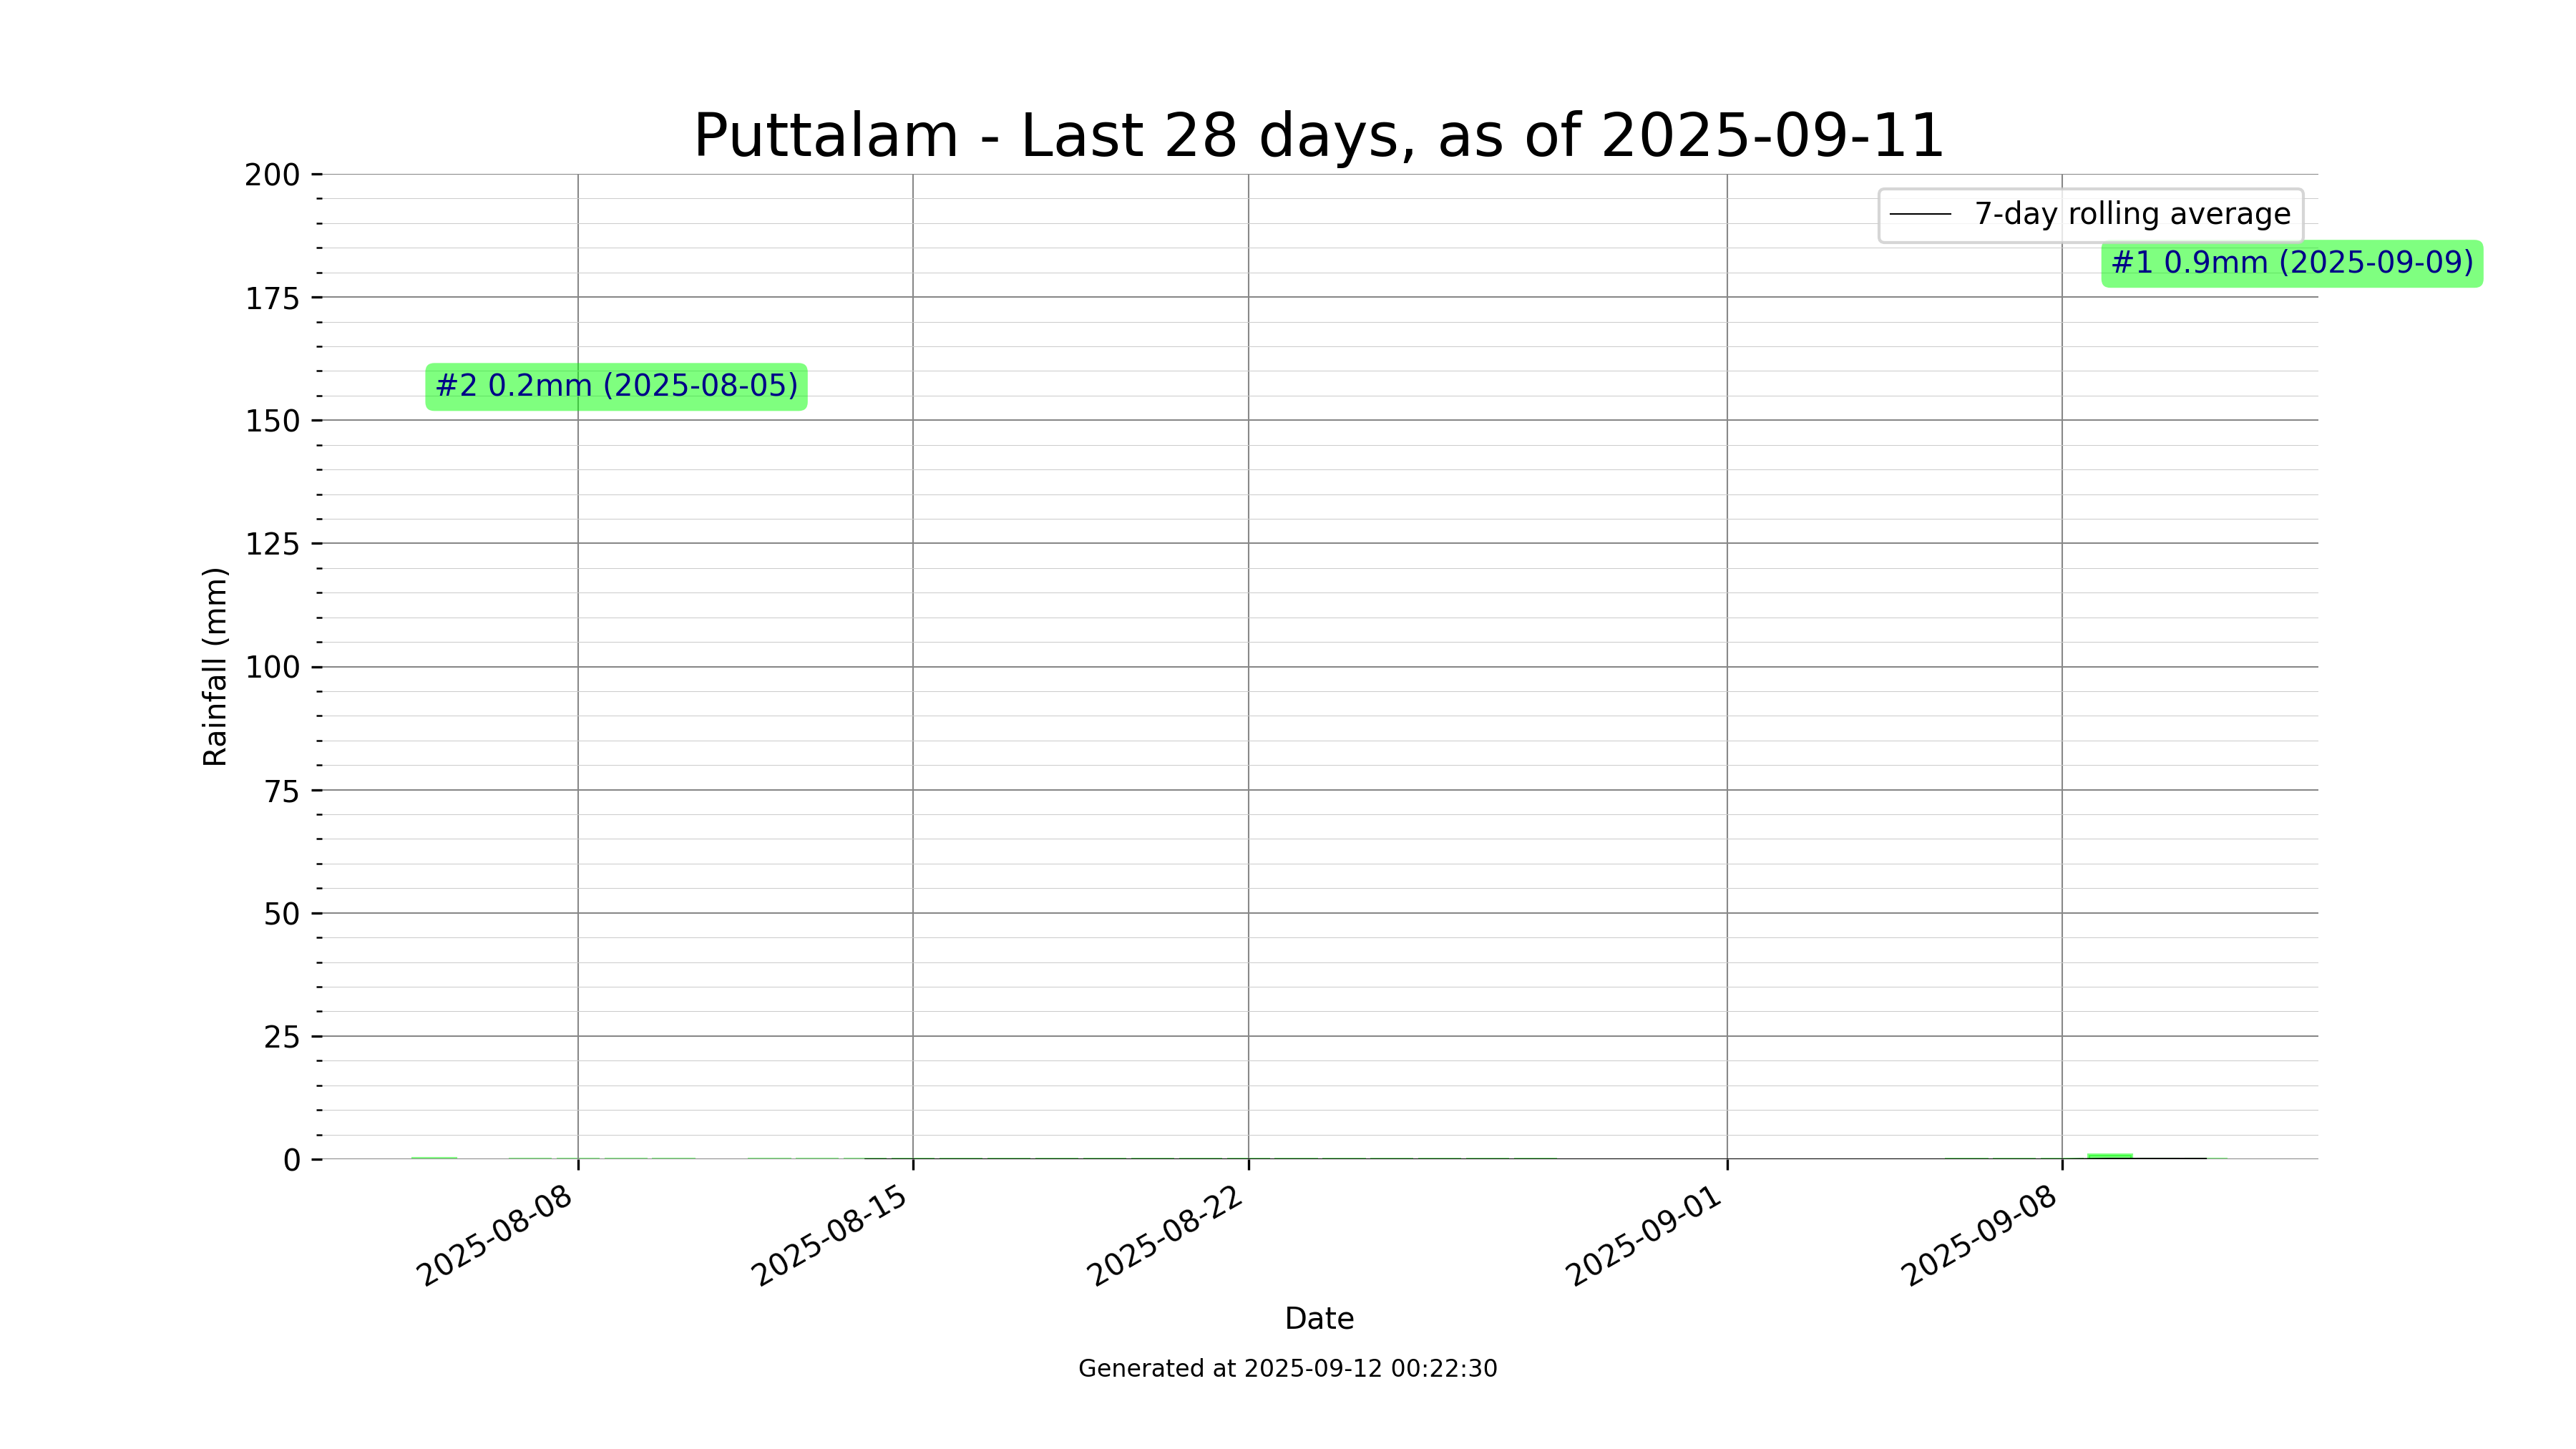 Puttalam - Last 28 days, as of 2025-09-11
7-day rolling average
#1 0.9mm (2025-09-09)
#2 0.2mm (2025-08-05)
Rainfall (mm)
200
175
150
125
100
75
50
25
0
2025-08-08
2025-08-15
2025-08-22
2025-09-01
2025-09-08
Date
Generated at 2025-09-12 00:22:30